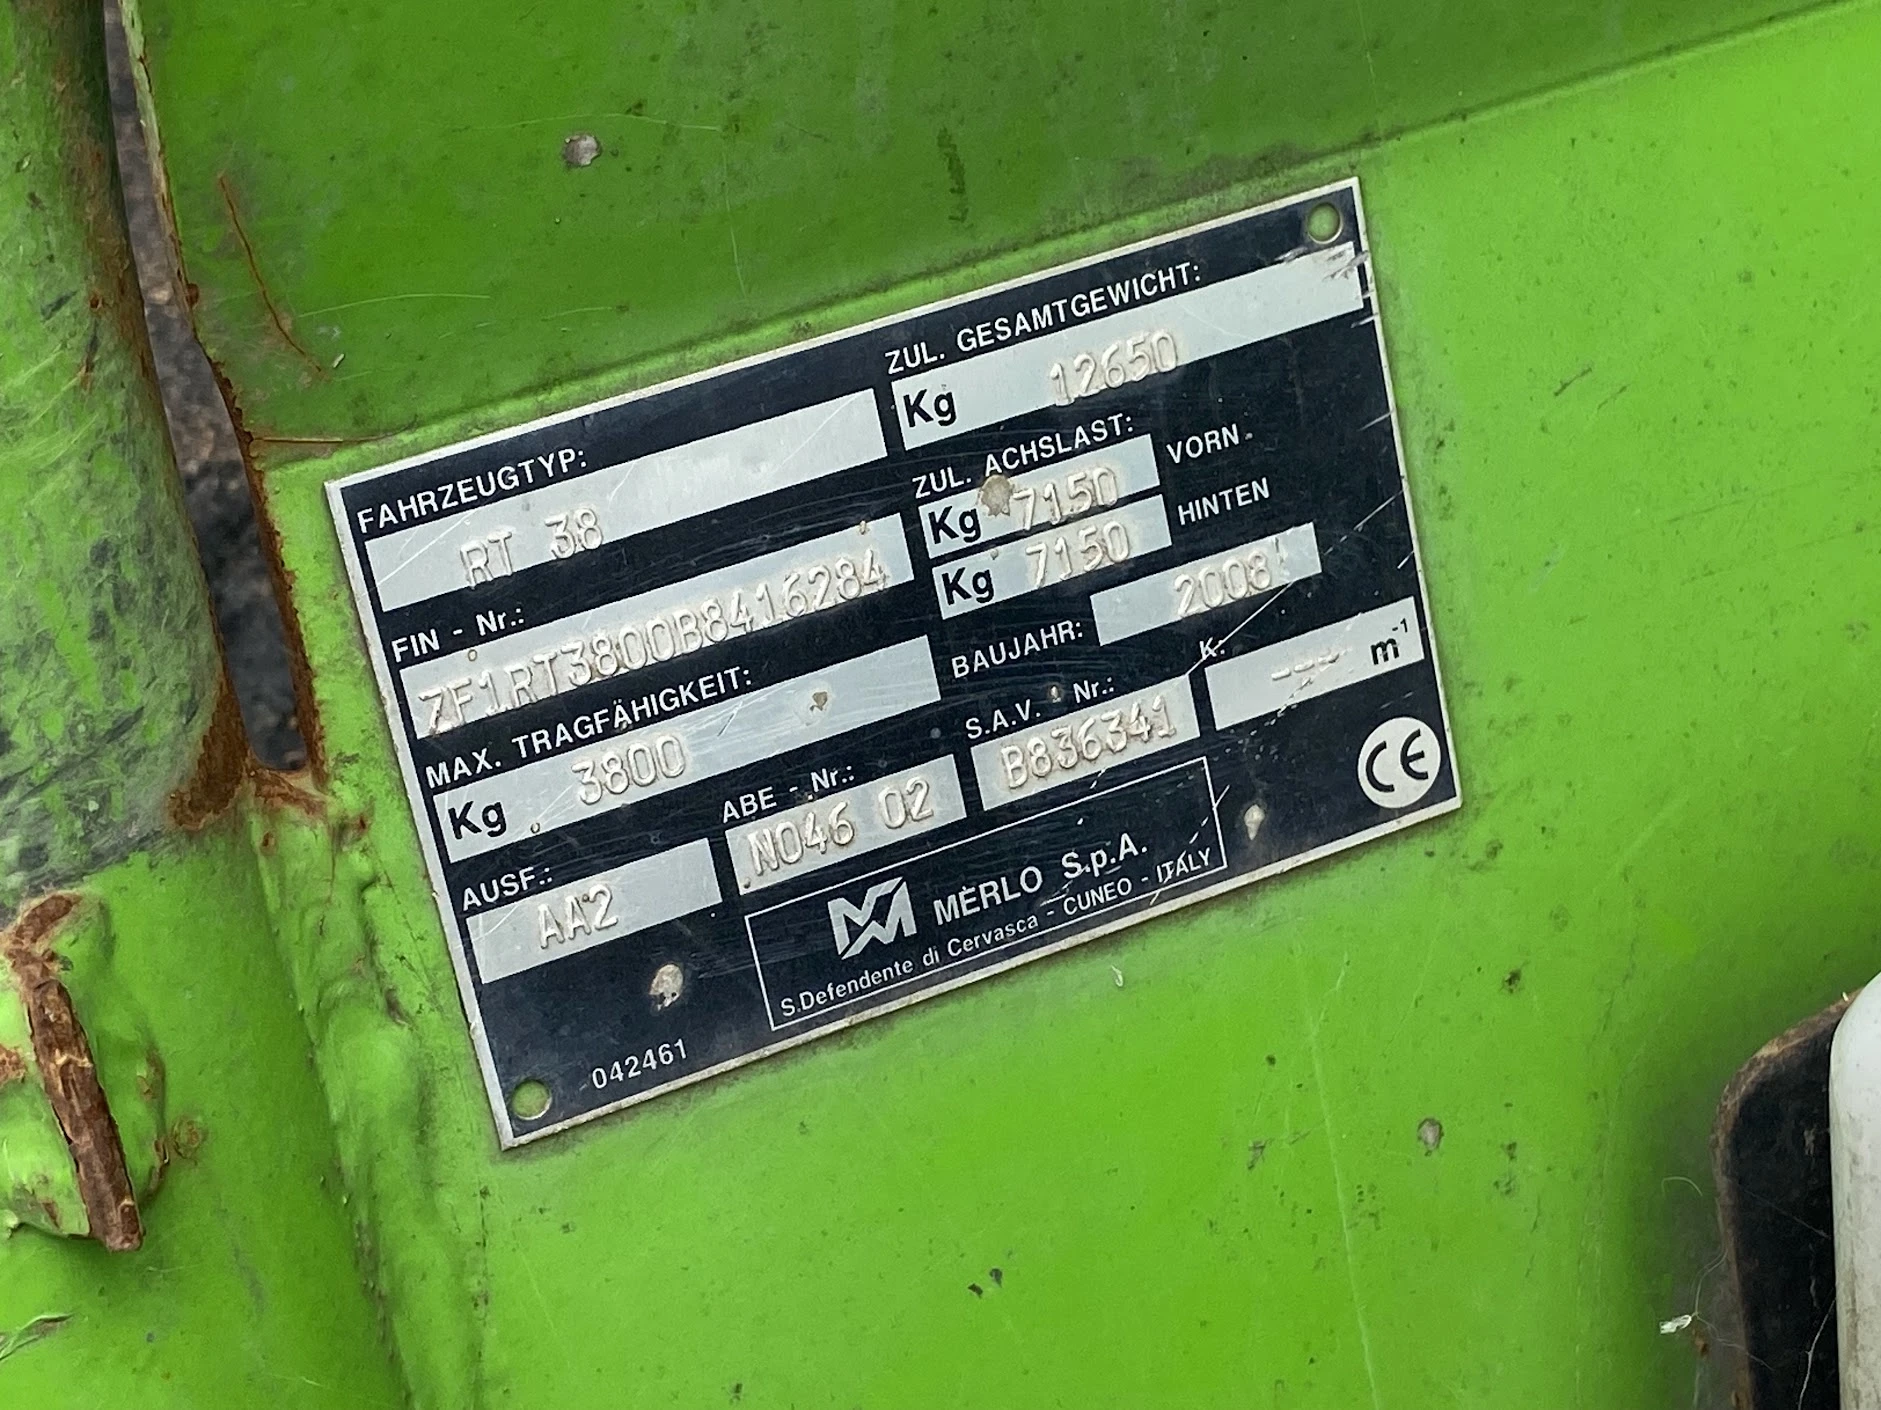 FAHRZEUGTYP:
RT 38
FIN - Nr.:
ZF1RT3800B8416284
MAX. TRAGFÄHIGKEIT:
Kg 3800
AUSF.:
AA2
ABE - Nr.:
N046 02
ZUL. GESAMTGEWICHT:
Kg 12650
ZUL. ACHSLAST:
Kg 7150 VORN
Kg 7150 HINTEN
BAUJAHR: 2008
S.A.V. Nr.:
B836341
K:
m-1
CE
MERLO S.p.A.
S.Defendente di Cervasca - CUNEO - ITALY
042461